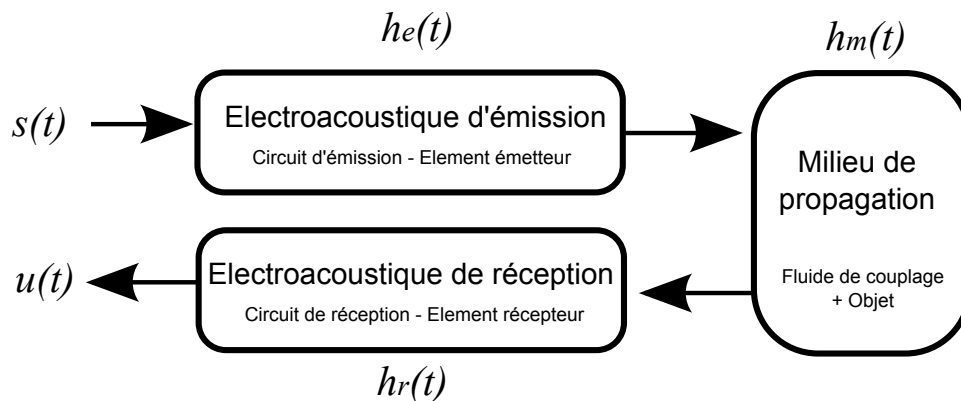 he(t)
hm(t)
s(t)
Electroacoustique d'émission
Circuit d'émission - Element émetteur
Milieu de
propagation
Fluide de couplage
+ Objet
u(t)
Electroacoustique de réception
Circuit de réception - Element récepteur
hr(t)